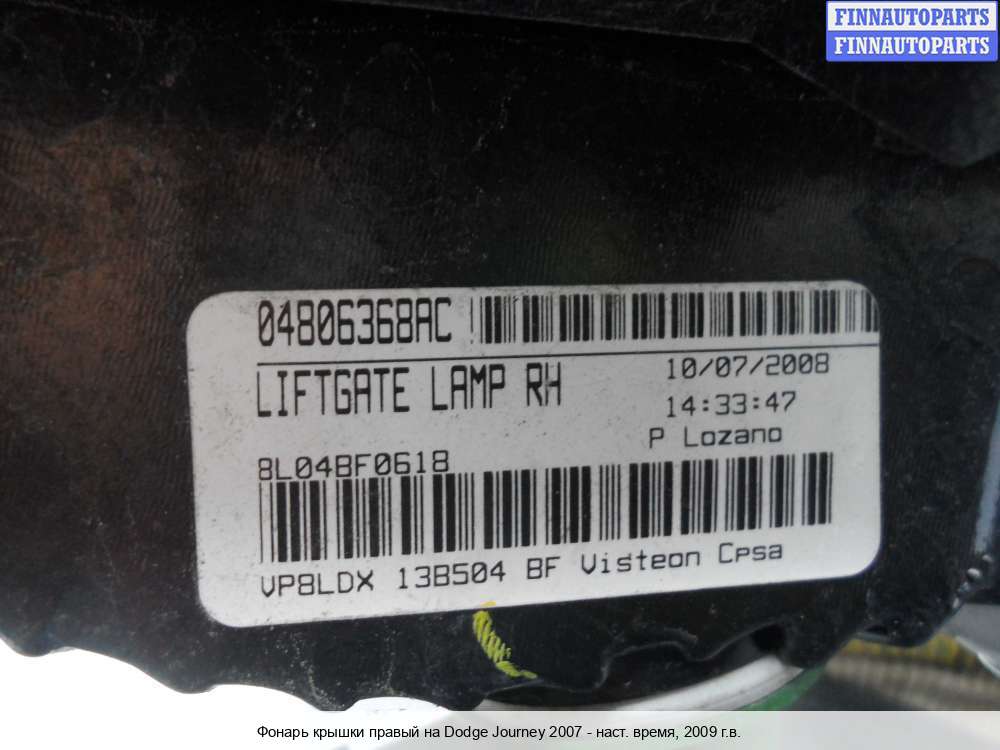 FINNAUTOPARTS
FINNAUTOPARTS
04806368AC
LIFTGATE LAMP RH
10/07/2008
14:33:47
P Lozano
8L04BF0618
VP8LDX 13B504 BF Visteon Cpsa
Фонарь крышки правый на Dodge Journey 2007 - наст. время, 2009 г.в.